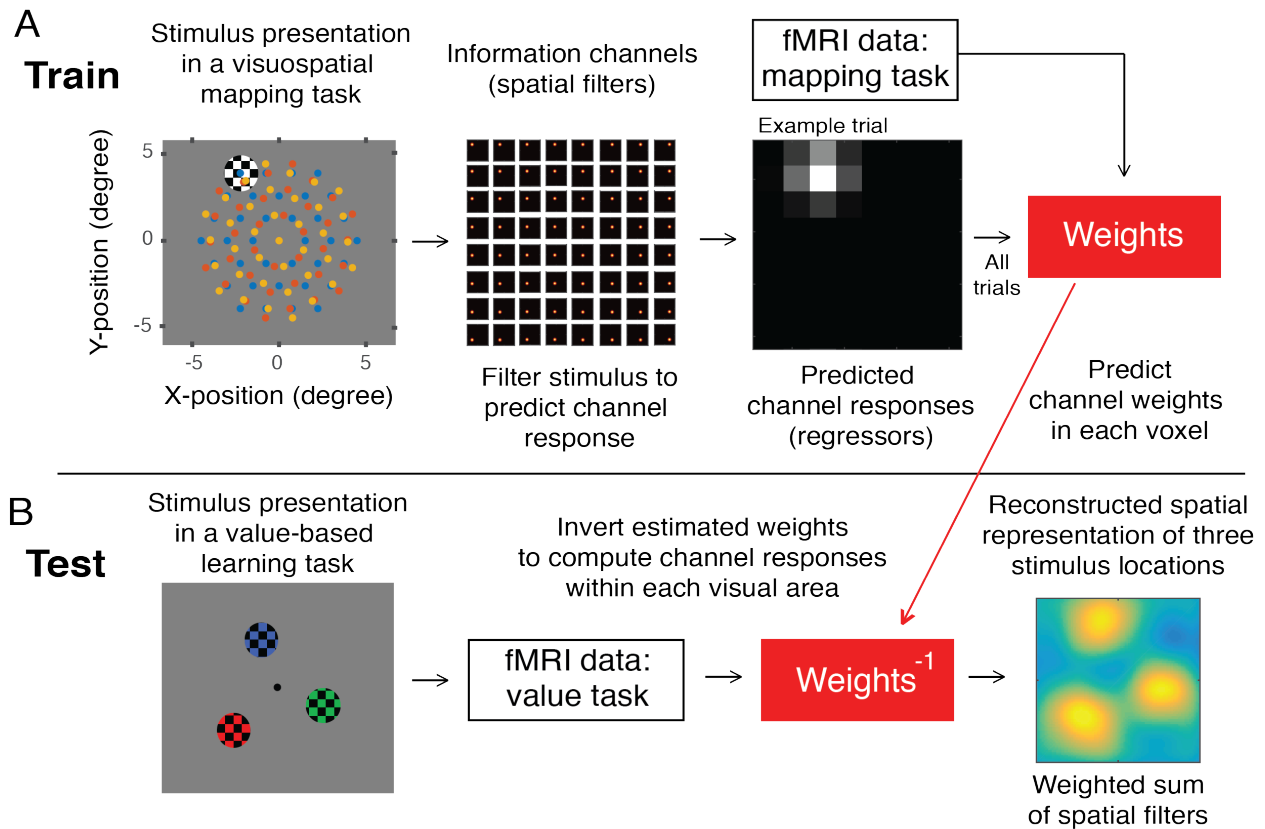 A
Train
Stimulus presentation
in a visuospatial
mapping task
Information channels
(spatial filters)
fMRI data:
mapping task
Example trial
Y-position (degree)
5
0
-5
-5
0
5
X-position (degree)
Filter stimulus to
predict channel
response
Predicted
channel responses
(regressors)
All
trials
Weights
Predict
channel weights
in each voxel
B
Test
Stimulus presentation
in a value-based
learning task
Invert estimated weights
to compute channel responses
within each visual area
Reconstructed spatial
representation of three
stimulus locations
fMRI data:
value task
Weights-1
Weighted sum
of spatial filters